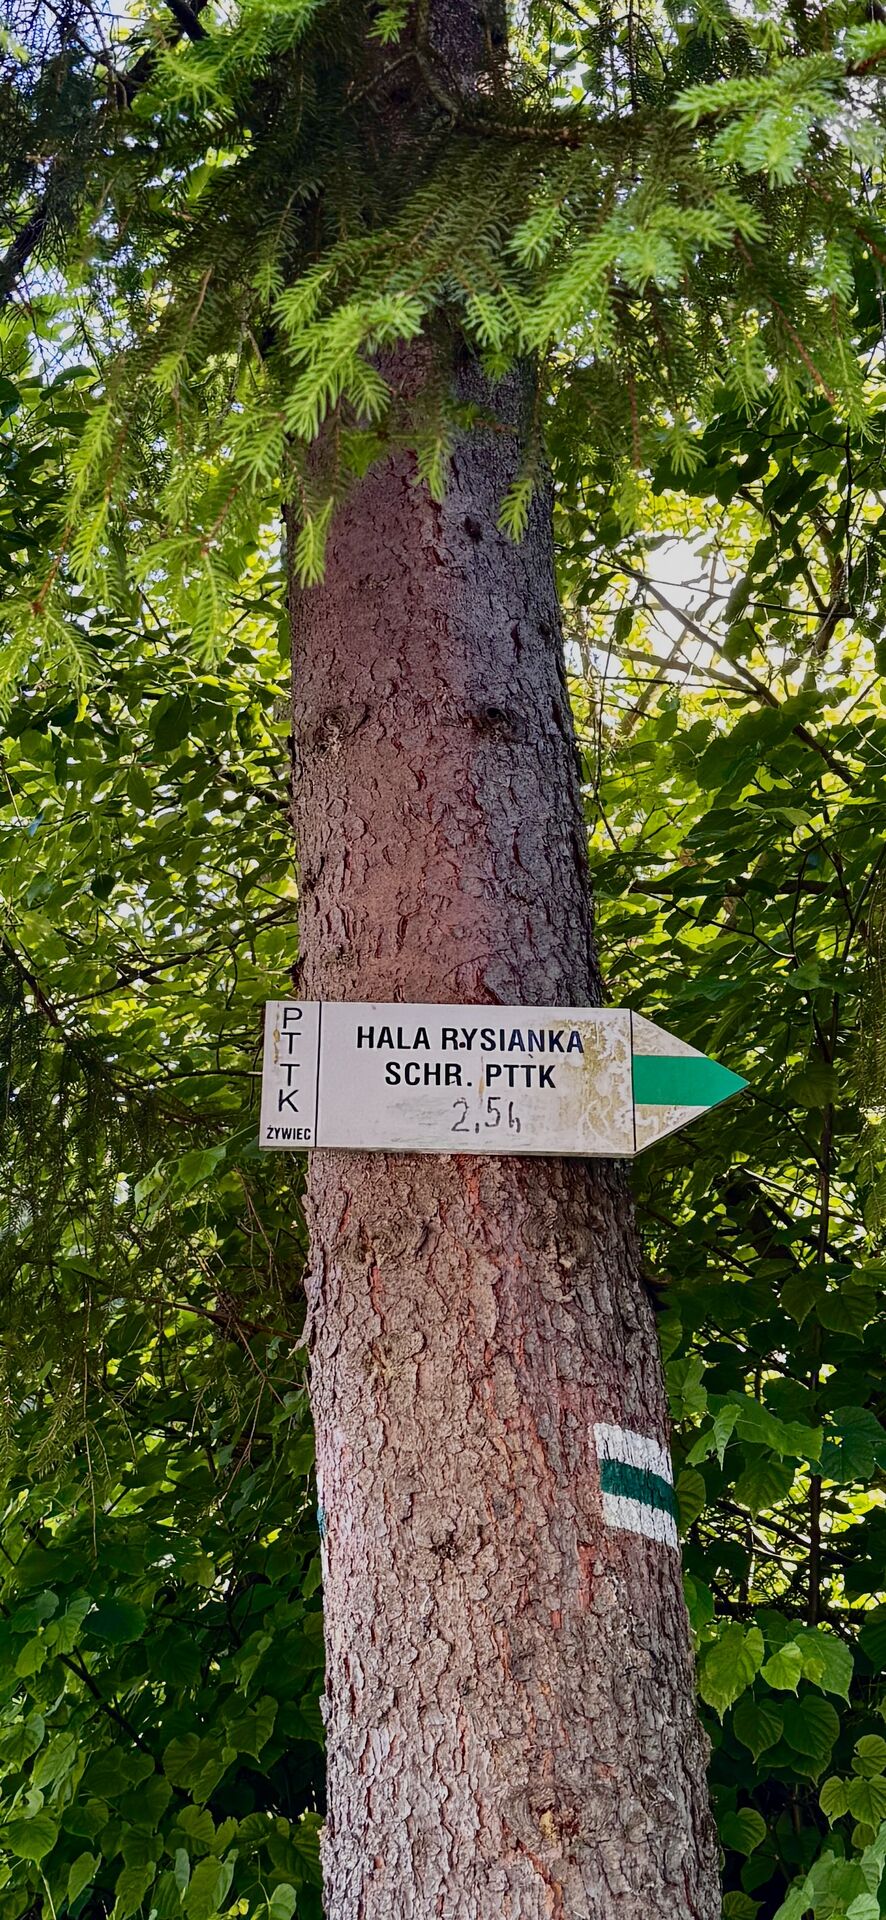 PTTK
ŻYWIEC
HALA RYSIANKA
SCHR. PTTK
2,5h